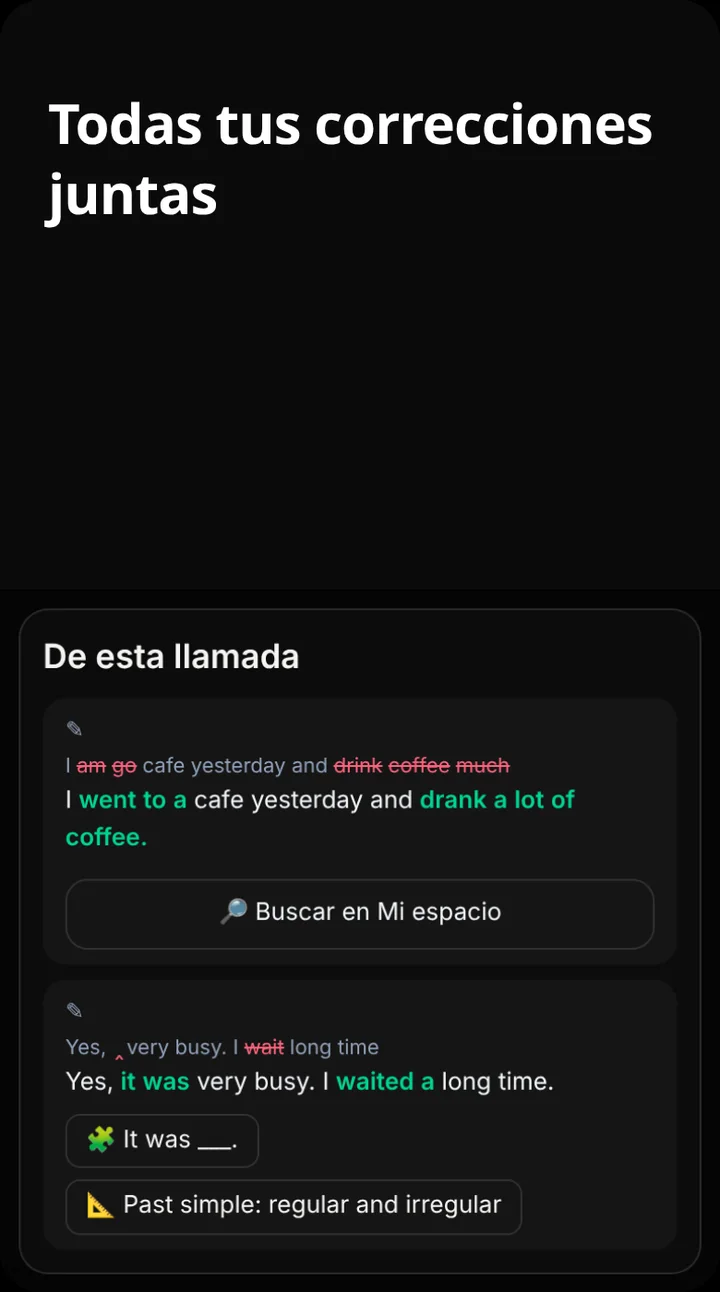 Todas tus correcciones
juntas
De esta llamada
✎
I am go cafe yesterday and drink coffee much
I went to a cafe yesterday and drank a lot of
coffee.
🔎 Buscar en Mi espacio
✎
Yes, ‸ very busy. I wait long time
Yes, it was very busy. I waited a long time.
🧩 It was ___.
📐 Past simple: regular and irregular